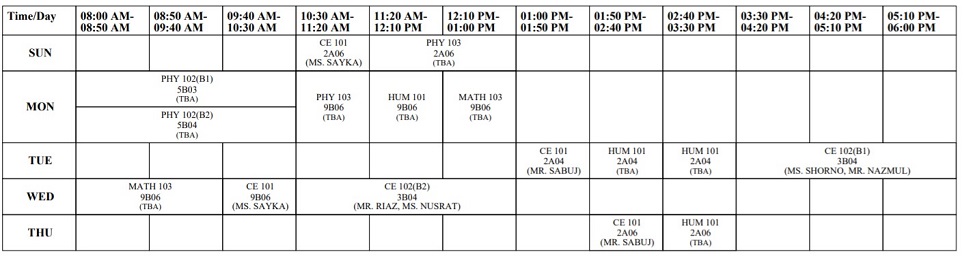 Time/Day
08:00 AM-
08:50 AM
08:50 AM-
09:40 AM
09:40 AM-
10:30 AM
10:30 AM-
11:20 AM
11:20 AM-
12:10 PM
12:10 PM-
01:00 PM
01:00 PM-
01:50 PM
01:50 PM-
02:40 PM
02:40 PM-
03:30 PM
03:30 PM-
04:20 PM
04:20 PM-
05:10 PM
05:10 PM-
06:00 PM
SUN
CE 101
2A06
(MS. SAYKA)
PHY 103
2A06
(TBA)
MON
PHY 102(B1)
5B03
(TBA)
PHY 102(B2)
5B04
(TBA)
PHY 103
9B06
(TBA)
HUM 101
9B06
(TBA)
MATH 103
9B06
(TBA)
TUE
CE 101
2A04
(MR. SABUJ)
HUM 101
2A04
(TBA)
HUM 101
2A04
(TBA)
CE 102(B1)
3B04
(MS. SHORNO, MR. NAZMUL)
WED
MATH 103
9B06
(TBA)
CE 101
9B06
(MS. SAYKA)
CE 102(B2)
3B04
(MR. RIAZ, MS. NUSRAT)
THU
CE 101
2A06
(MR. SABUJ)
HUM 101
2A06
(TBA)